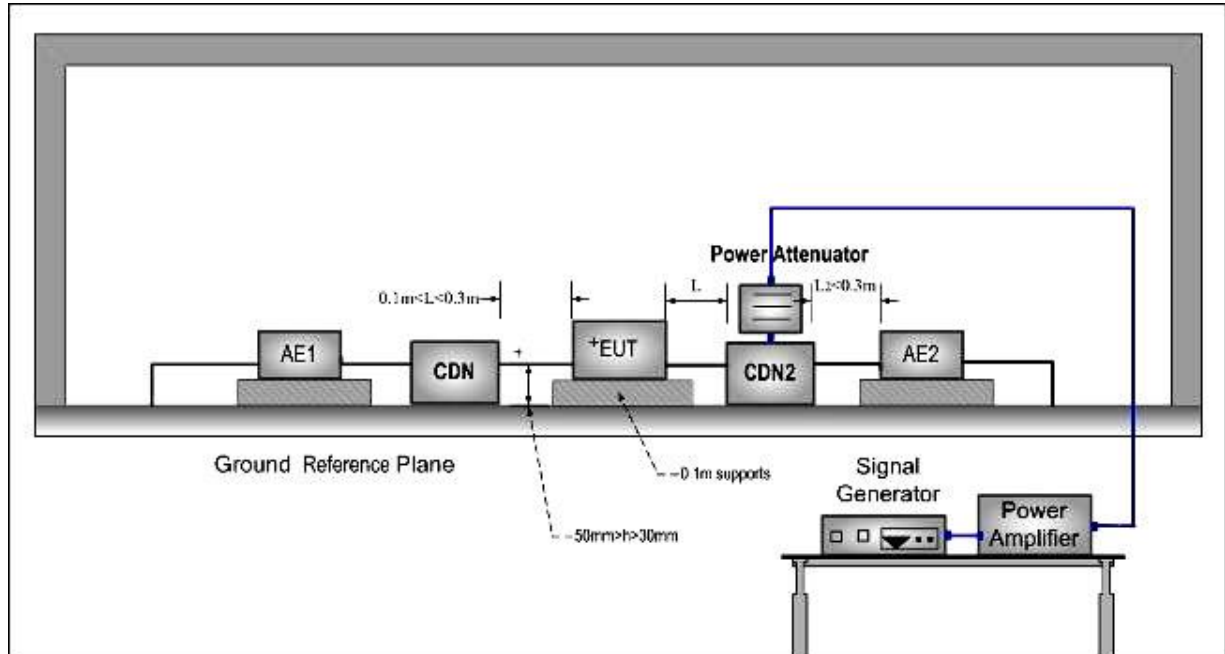 Power Attenuator
0.1m<L<0.3m
L
L2<0.3m
AE1
CDN
+
+EUT
CDN2
AE2
Ground Reference Plane
0.1m supports
50mm>h>30mm
Signal
Generator
Power
Amplifier